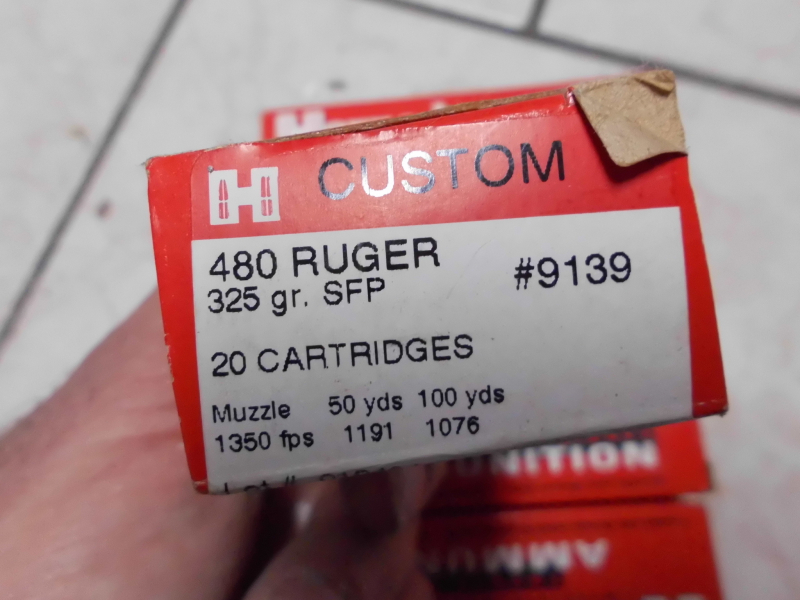 H CUSTOM
480 RUGER #9139
325 gr. SFP
20 CARTRIDGES
Muzzle 50 yds 100 yds
1350 fps 1191 1076
AMMUNITION